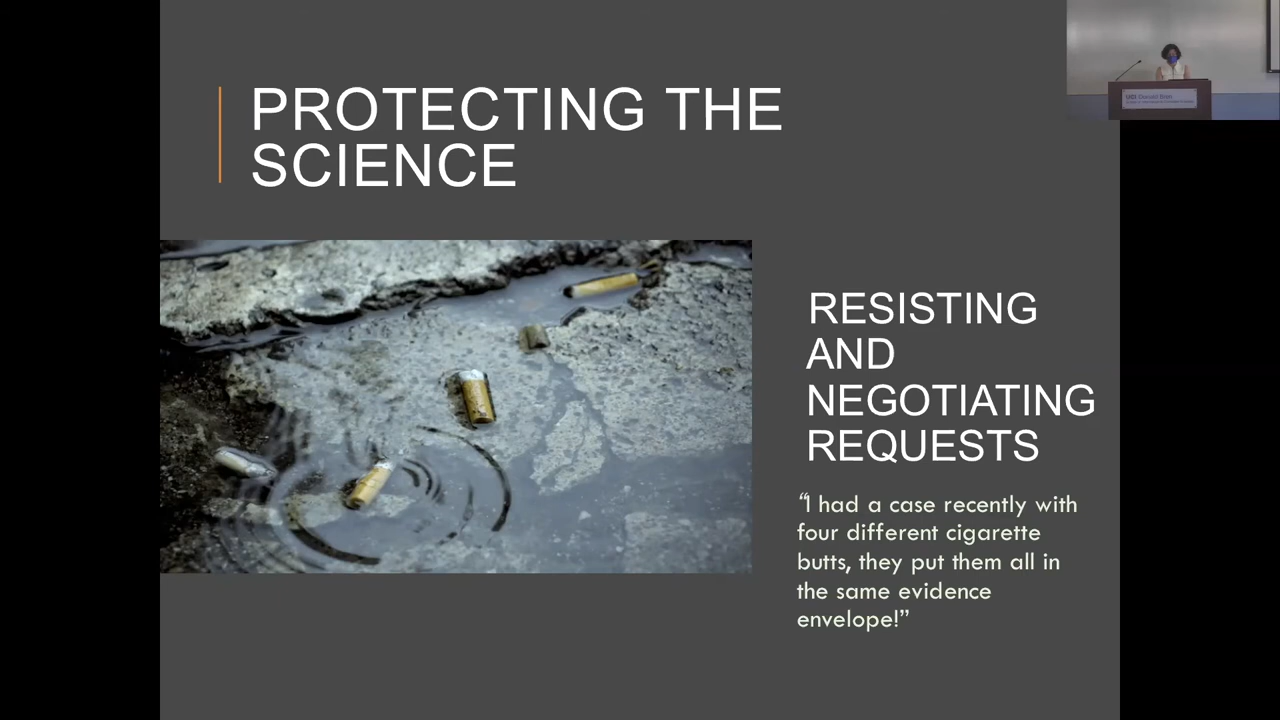 PROTECTING THE
SCIENCE
RESISTING
AND
NEGOTIATING
REQUESTS
“I had a case recently with
four different cigarette
butts, they put them all in
the same evidence
envelope!”